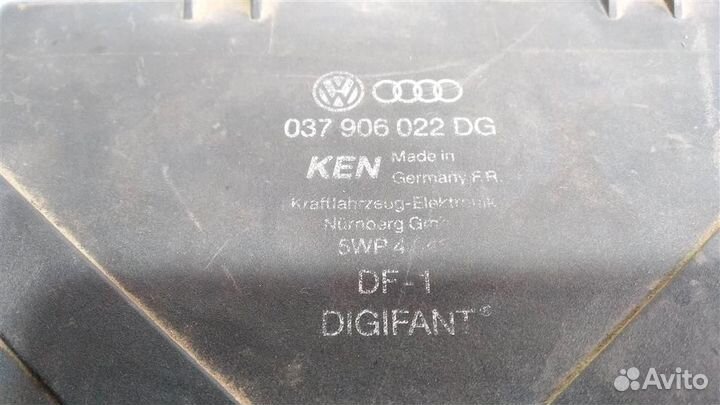 037 906 022 DG
KEN Made in
Germany F.R.
Kraftfahrzeug-Elektronik
Nürnberg
5WP
DF-1
DIGIFANT®
Avito